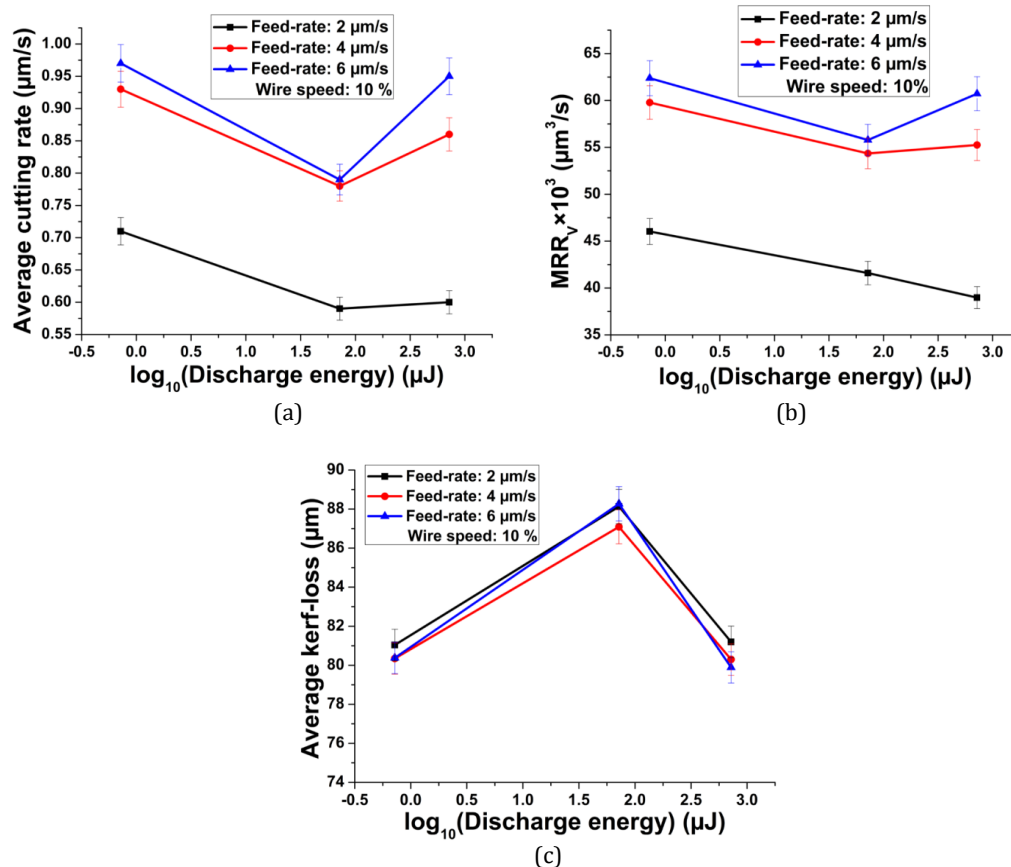 Feed-rate: 2 µm/s
Feed-rate: 4 µm/s
Feed-rate: 6 µm/s
Wire speed: 10 %
Average cutting rate (µm/s)
1.00
0.95
0.90
0.85
0.80
0.75
0.70
0.65
0.60
0.55
-0.5 0.0 0.5 1.0 1.5 2.0 2.5 3.0
log₁₀(Discharge energy) (µJ)
(a)
Feed-rate: 2 µm/s
Feed-rate: 4 µm/s
Feed-rate: 6 µm/s
Wire speed: 10%
MRRᵥ×10³ (µm³/s)
65
60
55
50
45
40
35
-0.5 0.0 0.5 1.0 1.5 2.0 2.5 3.0
log₁₀(Discharge energy) (µJ)
(b)
Feed-rate: 2 µm/s
Feed-rate: 4 µm/s
Feed-rate: 6 µm/s
Wire speed: 10 %
Average kerf-loss (µm)
90
88
86
84
82
80
78
76
74
-0.5 0.0 0.5 1.0 1.5 2.0 2.5 3.0
log₁₀(Discharge energy) (µJ)
(c)